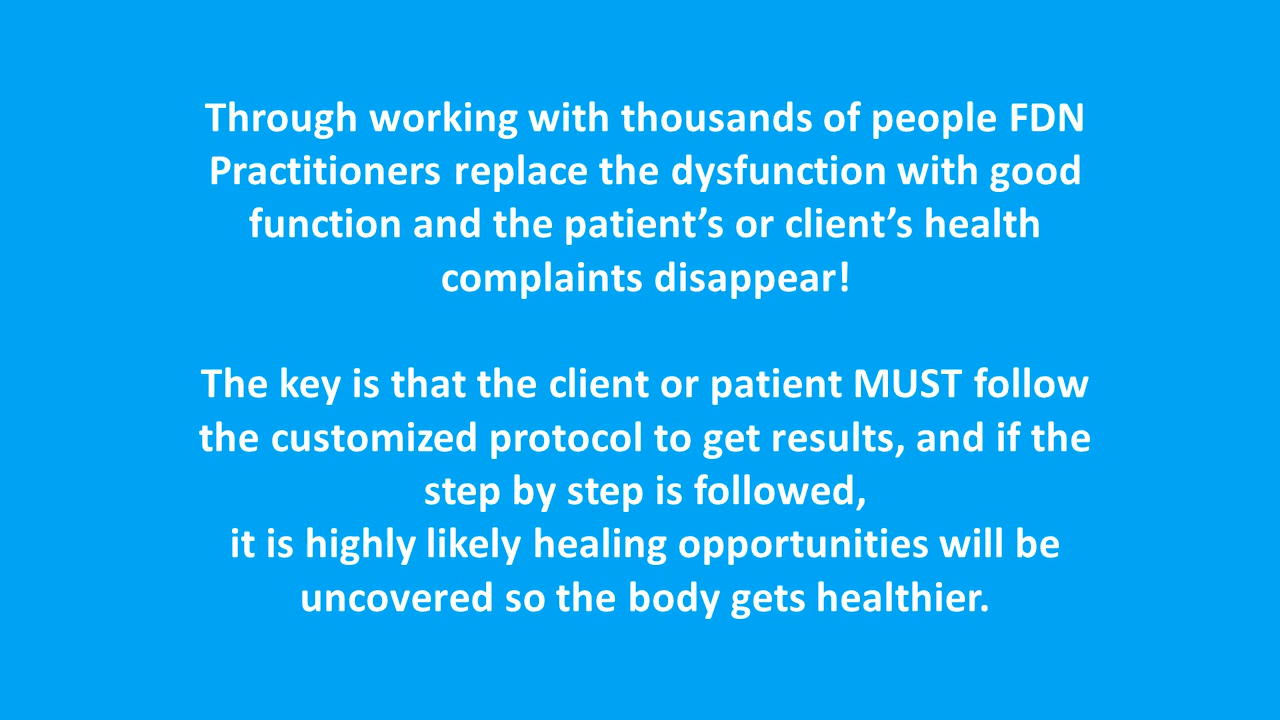 Through working with thousands of people FDN
Practitioners replace the dysfunction with good
function and the patient’s or client’s health
complaints disappear!
The key is that the client or patient MUST follow
the customized protocol to get results, and if the
step by step is followed,
it is highly likely healing opportunities will be
uncovered so the body gets healthier.